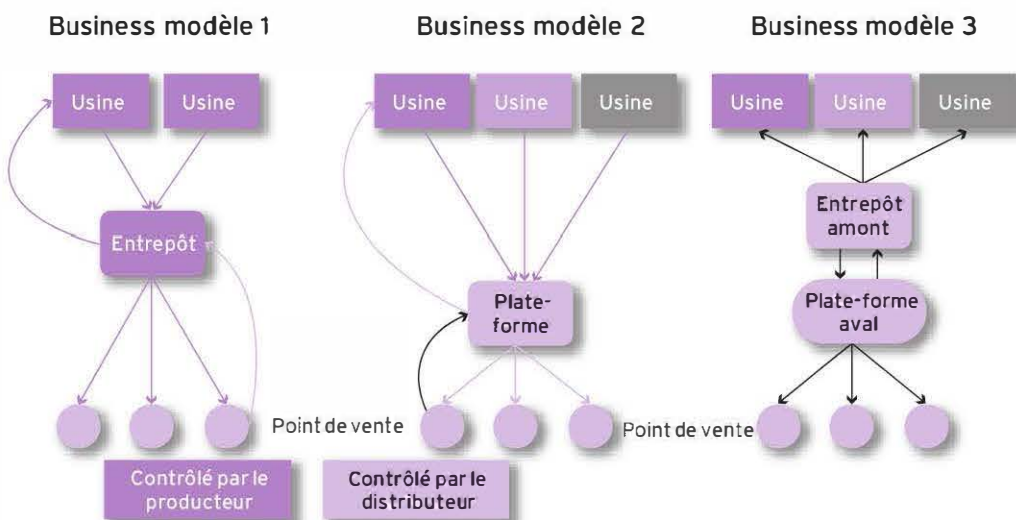 Business modèle 1
Business modèle 2
Business modèle 3
Usine
Usine
Usine
Usine
Usine
Usine
Usine
Usine
Entrepôt
Entrepôt
amont
Plate-
forme
Plate-forme
aval
Point de vente
Point de vente
Contrôlé par le
producteur
Contrôlé par le
distributeur